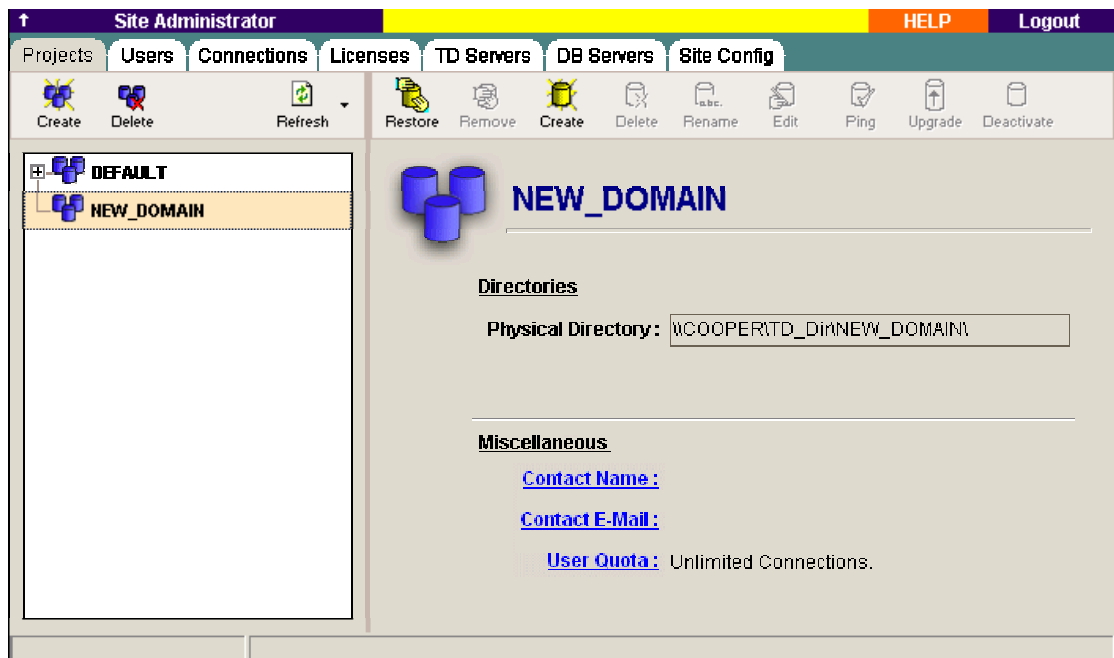 Site Administrator HELP Logout
Projects Users Connections Licenses TD Servers DB Servers Site Config
Create Delete Refresh Restore Remove Create Delete Rename Edit Ping Upgrade Deactivate
abc.
DEFAULT
NEW_DOMAIN
NEW_DOMAIN
Directories
Physical Directory : \\COOPER\TD_Dir\NEW_DOMAIN\
Miscellaneous
Contact Name :
Contact E-Mail :
User Quota : Unlimited Connections.